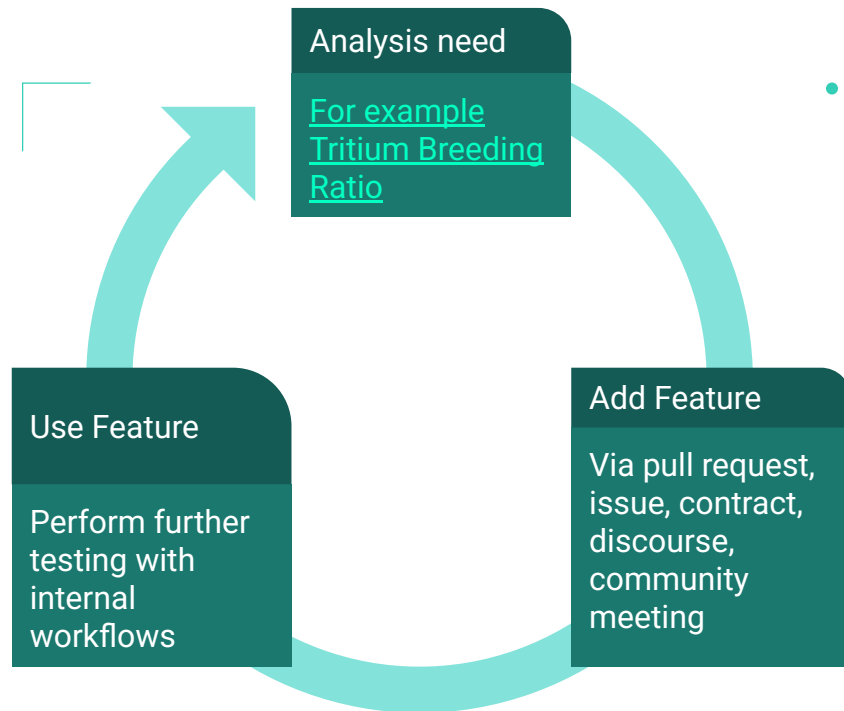 Analysis need
For example
Tritium Breeding
Ratio
Add Feature
Via pull request,
issue, contract,
discourse,
community
meeting
Use Feature
Perform further
testing with
internal
workflows